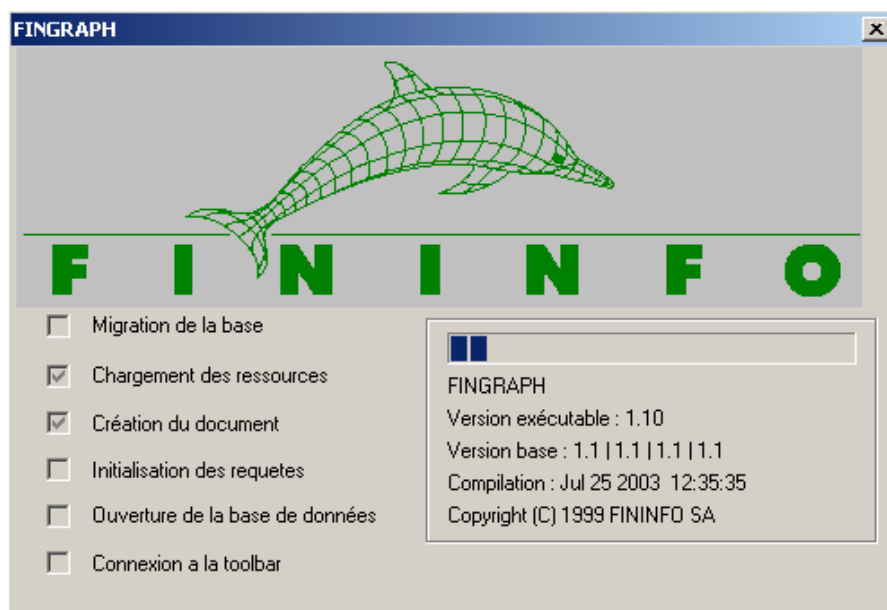 FINGRAPH
FININFO
Migration de la base
Chargement des ressources
Création du document
Initialisation des requetes
Ouverture de la base de données
Connexion a la toolbar
FINGRAPH
Version exécutable : 1.10
Version base : 1.1 | 1.1 | 1.1 | 1.1
Compilation : Jul 25 2003 12:35:35
Copyright (C) 1999 FININFO SA